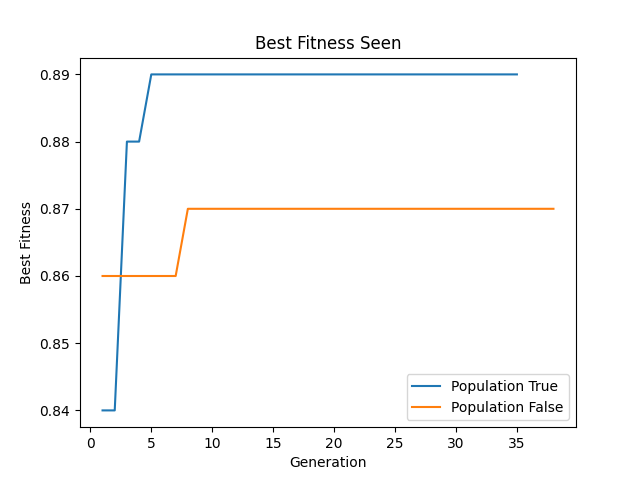 Best Fitness Seen
0.89
0.88
0.87
0.86
0.85
0.84
Best Fitness
0 5 10 15 20 25 30 35
Generation
Population True
Population False